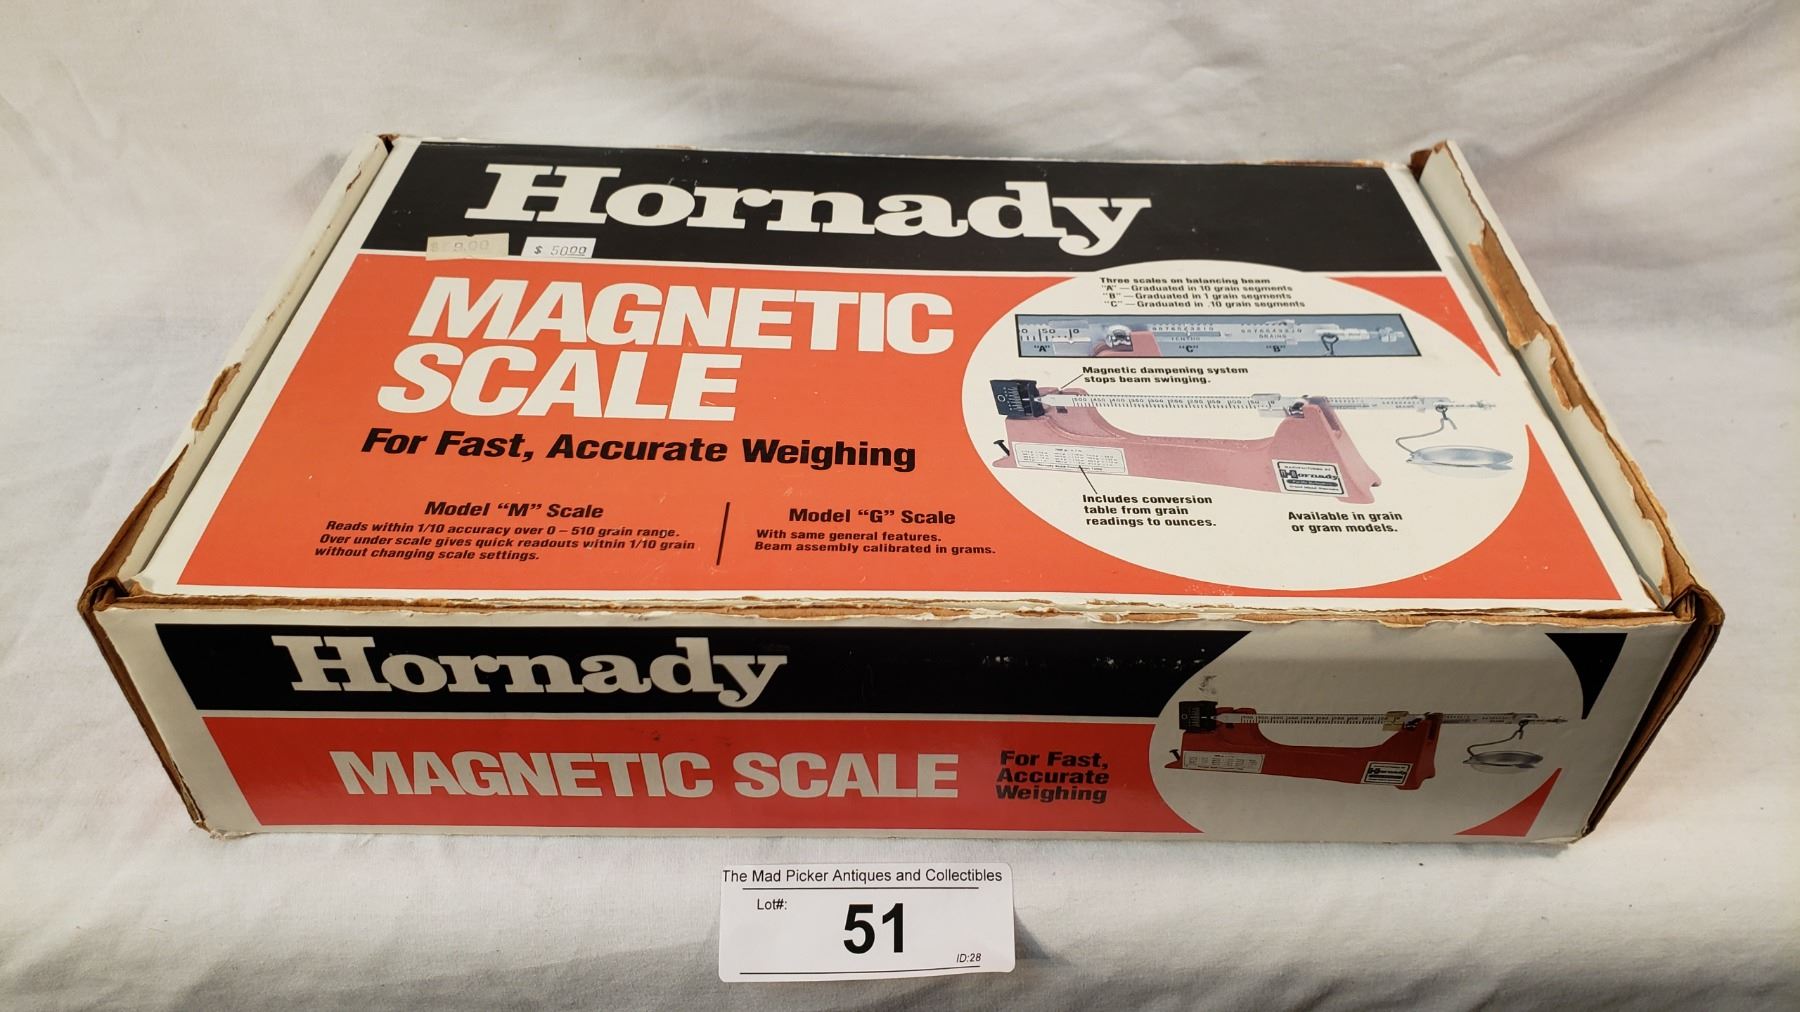 Hornady
$ 50.00
MAGNETIC
SCALE
For Fast, Accurate Weighing
Model “M” Scale
Reads within 1/10 accuracy over 0 – 510 grain range.
Over under scale gives quick readouts within 1/10 grain
without changing scale settings.
Model “G” Scale
With same general features.
Beam assembly calibrated in grams.
Three scales on balancing beam
"A" — Graduated in 10 grain segments
"B" — Graduated in 1 grain segments
"C" — Graduated in .10 grain segments
"A"
"C"
"B"
Magnetic dampening system
stops beam swinging.
Hornady
Includes conversion
table from grain
readings to ounces.
Available in grain
or gram models.
Hornady
MAGNETIC SCALE
For Fast,
Accurate
Weighing
Hornady
The Mad Picker Antiques and Collectibles
Lot#:
51
ID:28